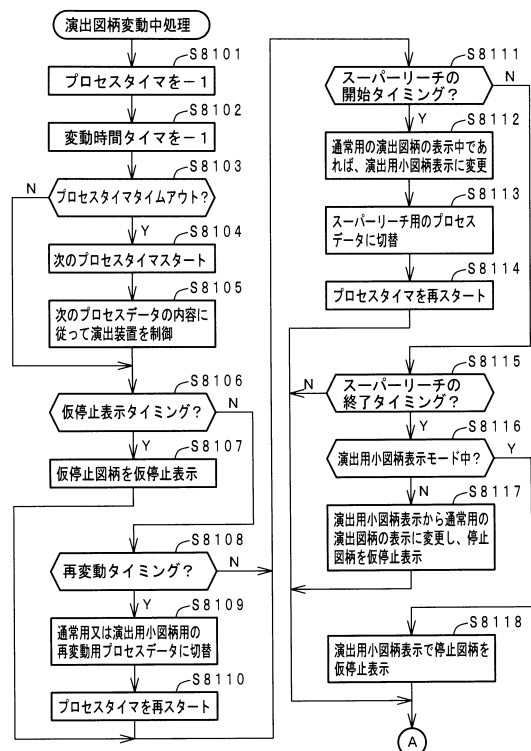 演出図柄変動中処理
S8101
プロセスタイマを－1
S8102
変動時間タイマを－1
S8103
N
プロセスタイマタイムアウト?
Y
S8104
次のプロセスタイマスタート
S8105
次のプロセスデータの内容に
従って演出装置を制御
S8106
仮停止表示タイミング?
N
Y
S8107
仮停止図柄を仮停止表示
S8108
再変動タイミング?
N
Y
S8109
通常用又は演出用小図柄用の
再変動用プロセスデータに切替
S8110
プロセスタイマを再スタート
S8111
スーパーリーチの
開始タイミング?
N
Y
S8112
通常用の演出図柄の表示中であ
れば、演出用小図柄表示に変更
S8113
スーパーリーチ用のプロセス
データに切替
S8114
プロセスタイマを再スタート
S8115
N
スーパーリーチの
終了タイミング?
Y
S8116
演出用小図柄表示モード中?
Y
N
S8117
演出用小図柄表示から通常用の
演出図柄の表示に変更し、停止
図柄を仮停止表示
S8118
演出用小図柄表示で停止図柄を
仮停止表示
A